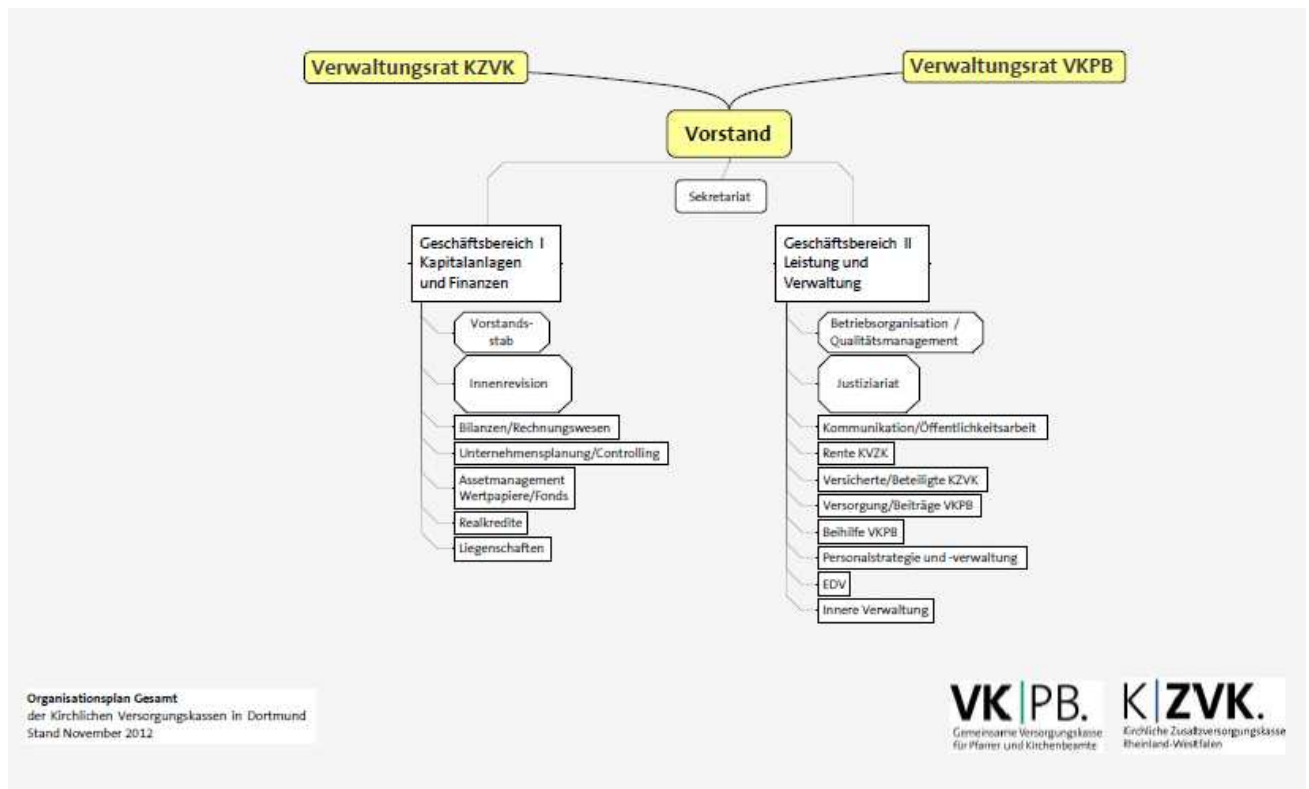 Verwaltungsrat KZVK
Verwaltungsrat VKPB
Vorstand
Sekretariat
Geschäftsbereich I
Kapitalanlagen
und Finanzen
Vorstands-
stab
Innenrevision
Bilanzen/Rechnungswesen
Unternehmensplanung/Controlling
Assetmanagement
Wertpapiere/Fonds
Realkredite
Liegenschaften
Geschäftsbereich II
Leistung und
Verwaltung
Betriebsorganisation /
Qualitätsmanagement
Justiziariat
Kommunikation/Öffentlichkeitsarbeit
Rente KVZK
Versicherte/Beteiligte KZVK
Versorgung/Beiträge VKPB
Beihilfe VKPB
Personalstrategie und -verwaltung
EDV
Innere Verwaltung
Organisationsplan Gesamt
der Kirchlichen Versorgungskassen in Dortmund
Stand November 2012
VK|PB.
Gemeinsame Versorgungskasse
für Pfarrer und Kirchenbeamte
K|ZVK.
Kirchliche Zusatzversorgungskasse
Rheinland-Westfalen